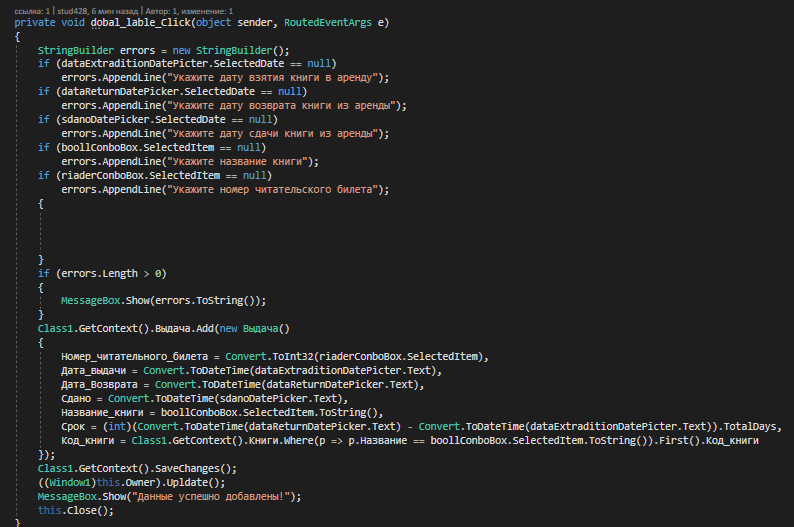 ссылка: 1 | stud428, 6 мин назад | Автор: 1, изменение: 1
private void dobal_lable_Click(object sender, RoutedEventArgs e)
{
StringBuilder errors = new StringBuilder();
if (dataExtraditionDatePicter.SelectedDate == null)
errors.AppendLine("Укажите дату взятия книги в аренду");
if (dataReturnDatePicker.SelectedDate == null)
errors.AppendLine("Укажите дату возврата книги из аренды");
if (sdanoDatePicker.SelectedDate == null)
errors.AppendLine("Укажите дату сдачи книги из аренды");
if (boollComboBox.SelectedItem == null)
errors.AppendLine("Укажите название книги");
if (riaderConboBox.SelectedItem == null)
errors.AppendLine("Укажите номер читательского билета");
{
}
if (errors.Length > 0)
{
MessageBox.Show(errors.ToString());
}
Class1.GetContext().Выдача.Add(new Выдача()
{
Номер_читательного_билета = Convert.ToInt32(riaderConboBox.SelectedItem),
Дата_выдачи = Convert.ToDateTime(dataExtraditionDatePicter.Text),
Дата_Возврата = Convert.ToDateTime(dataReturnDatePicker.Text),
Сдано = Convert.ToDateTime(sdanoDatePicker.Text),
Название_книги = boollComboBox.SelectedItem.ToString(),
Срок = (int)(Convert.ToDateTime(dataReturnDatePicker.Text) - Convert.ToDateTime(dataExtraditionDatePicter.Text)).TotalDays,
Код_книги = Class1.GetContext().Книги.Where(p => p.Название == boollComboBox.SelectedItem.ToString()).First().Код_книги
});
Class1.GetContext().SaveChanges();
((Window1)this.Owner).Upldate();
MessageBox.Show("Данные успешно добавлены!");
this.Close();
}